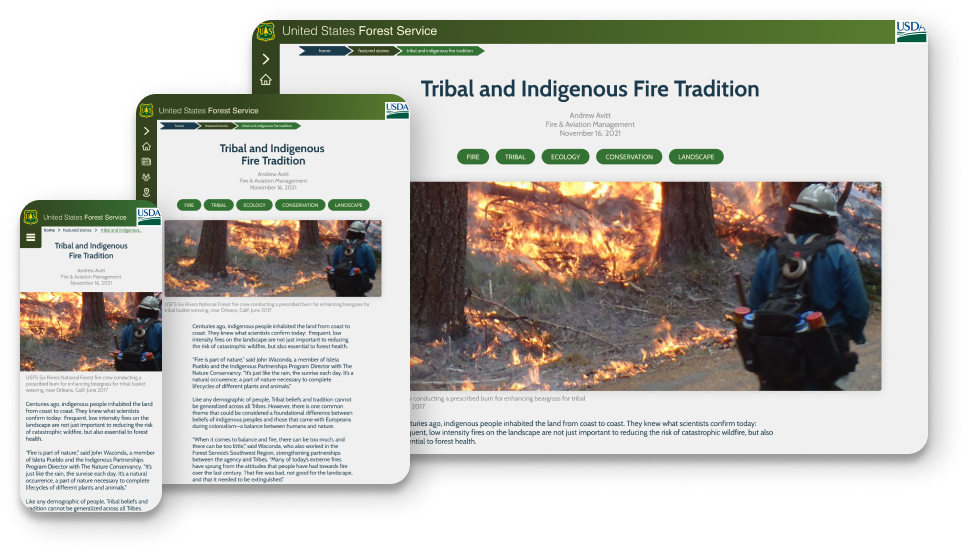 United States Forest Service
USDA
UAS
home
featured stories
tribal and indigenous fire tradition
Tribal and Indigenous Fire Tradition
Andrew Avitt
Fire & Aviation Management
November 16, 2021
FIRE
TRIBAL
ECOLOGY
CONSERVATION
LANDSCAPE
conducting a prescribed burn for enhancing beargrass for tribal
2017
turies ago, indigenous people inhabited the land from coast to coast. They knew what scientists confirm today:
quent, low intensity fires on the landscape are not just important to reducing the risk of catastrophic wildfire, but also
ential to forest health.
United States Forest Service
USDA
UAS
home
featured stories
tribal and indigenous fire tradition
Tribal and Indigenous
Fire Tradition
Andrew Avitt
Fire & Aviation Management
November 16, 2021
FIRE
TRIBAL
ECOLOGY
CONSERVATION
LANDSCAPE
USFS Six Rivers National Forest fire crew conducting a prescribed burn for enhancing beargrass for
tribal basket weaving, near Orleans, Calif. June 2017
Centuries ago, indigenous people inhabited the land from coast to
coast. They knew what scientists confirm today: Frequent, low
intensity fires on the landscape are not just important to reducing
the risk of catastrophic wildfire, but also essential to forest health.
"Fire is part of nature," said John Waconda, a member of Isleta
Pueblo and the Indigenous Partnerships Program Director with The
Nature Conservancy. "It's just like the rain, the sunrise each day. It's a
natural occurrence, a part of nature necessary to complete
lifecycles of different plants and animals."
Like any demographic of people, Tribal beliefs and tradition cannot
be generalized across all Tribes. However, there is one common
theme that could be considered a foundational difference between
beliefs of indigenous peoples and those that came with Europeans
during colonialism—a balance between humans and nature.
"When it comes to balance and fire, there can be too much, and
there can be too little," said Waconda, who also works in the
Forest Service's Southwest Region, strengthening partnerships
between the agency and Tribes. "Many of today's extreme fires
have sprung from the attitudes that people have had towards fire
over the last century. That fire was bad, not good for the landscape,
and that it needed to be extinguished."
United States Forest Service
USDA
UAS
home > featured stories > tribal and indigenous...
Tribal and Indigenous
Fire Tradition
Andrew Avitt
Fire & Aviation Management
November 16, 2021
USFS Six Rivers National Forest fire crew conducting a
prescribed burn for enhancing beargrass for tribal basket
weaving, near Orleans, Calif. June 2017
Centuries ago, indigenous people inhabited the land
from coast to coast. They knew what scientists
confirm today: Frequent, low intensity fires on the
landscape are not just important to reducing the risk
of catastrophic wildfire, but also essential to forest
health.
"Fire is part of nature," said John Waconda, a member
of Isleta Pueblo and the Indigenous Partnerships
Program Director with The Nature Conservancy. "It's
just like the rain, the sunrise each day. It's a natural
occurrence, a part of nature necessary to complete
lifecycles of different plants and animals."
Like any demographic of people, Tribal beliefs and
tradition cannot be generalized across all Tribes.